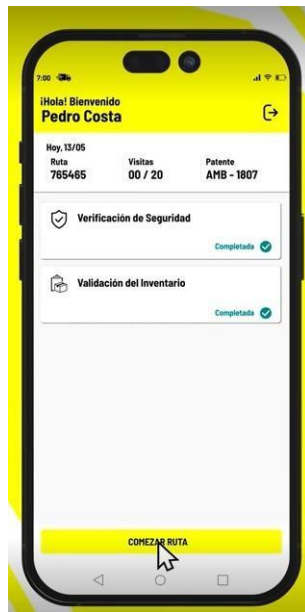 7:00
¡Hola! Bienvenido
Pedro Costa
Hoy, 13/05
Ruta Visitas Patente
765465 00 / 20 AMB - 1807
Verificación de Seguridad
Completada
Validación del Inventario
Completada
COMEZAR RUTA